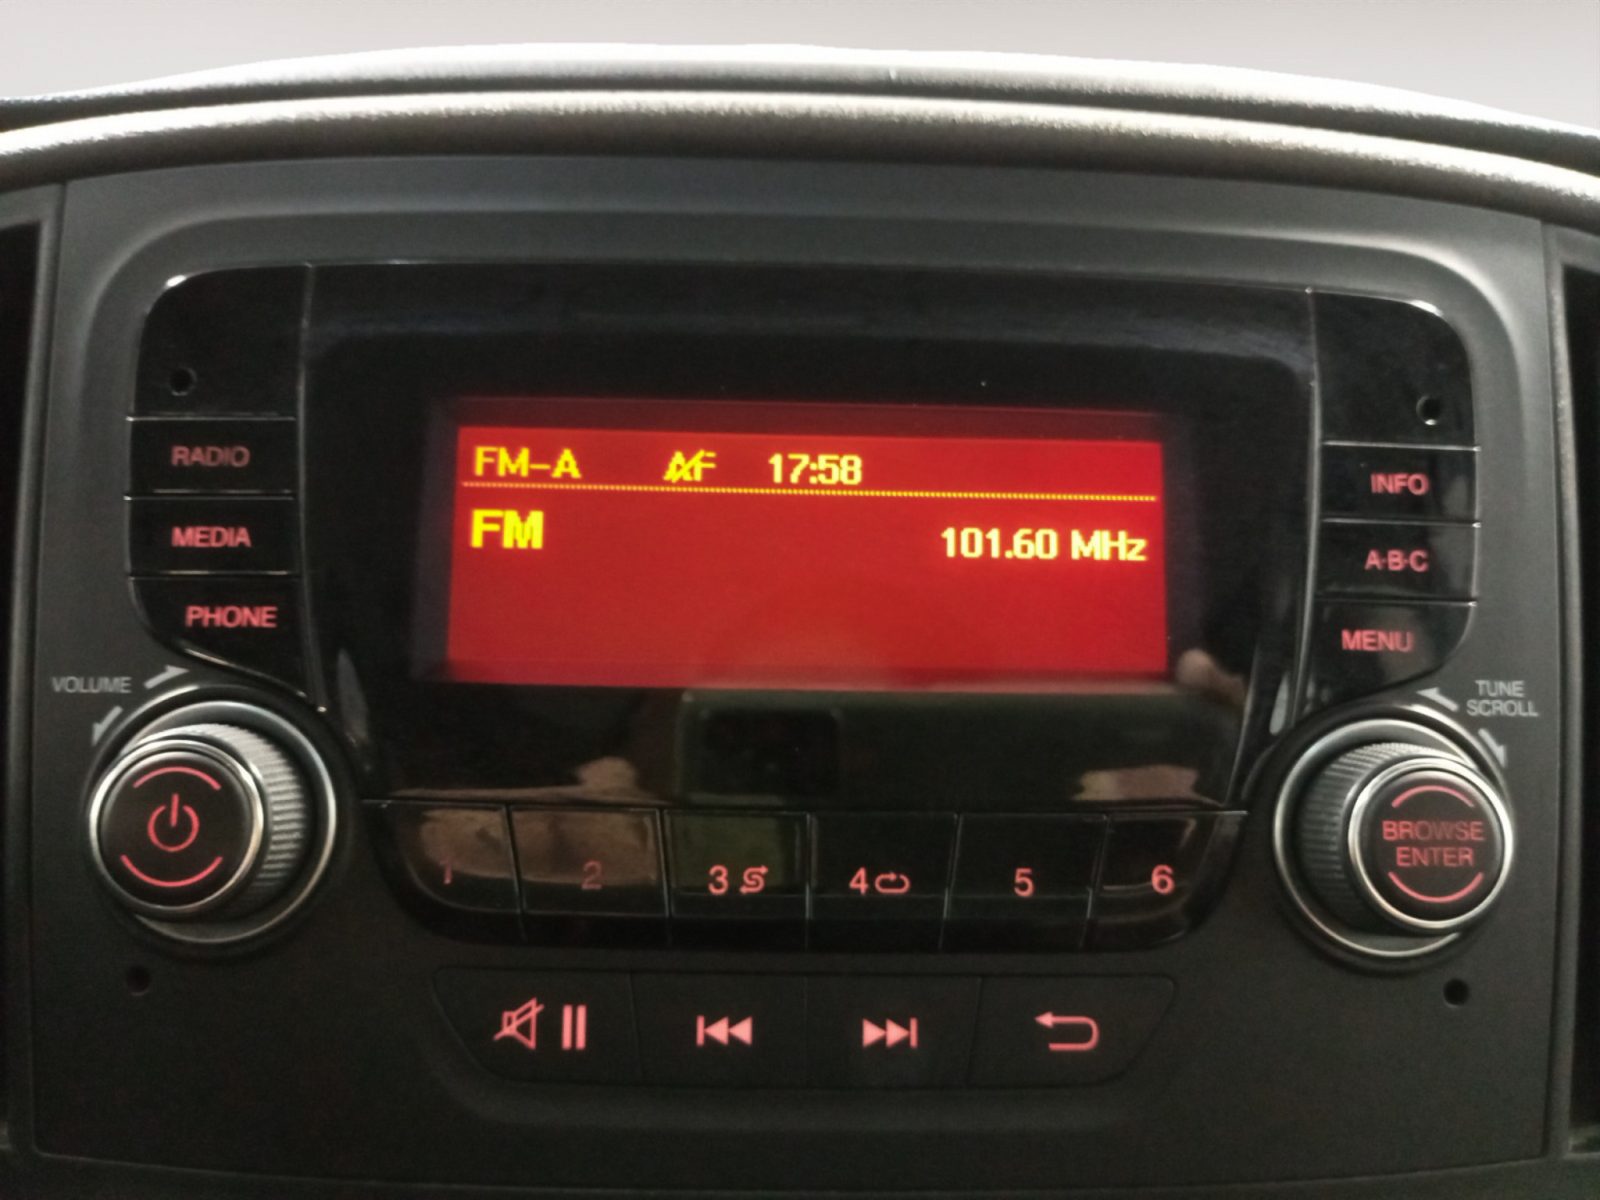 FM-A AF 17:58
FM 101.60 MHz
RADIO
MEDIA
PHONE
INFO
A·B·C
MENU
VOLUME
TUNE
SCROLL
BROWSE
ENTER
1 2 3 4 5 6